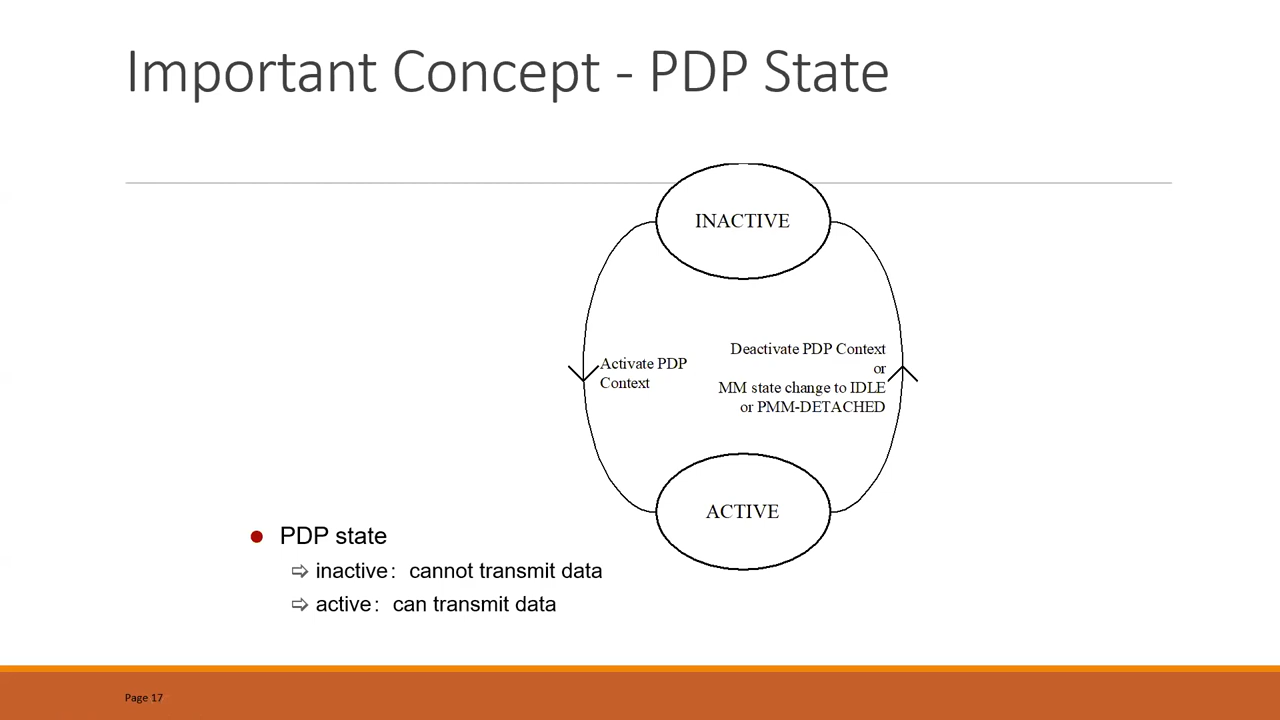 Important Concept - PDP State
INACTIVE
Activate PDP
Context
Deactivate PDP Context
or
MM state change to IDLE
or PMM-DETACHED
ACTIVE
PDP state
inactive： cannot transmit data
active： can transmit data
Page 17